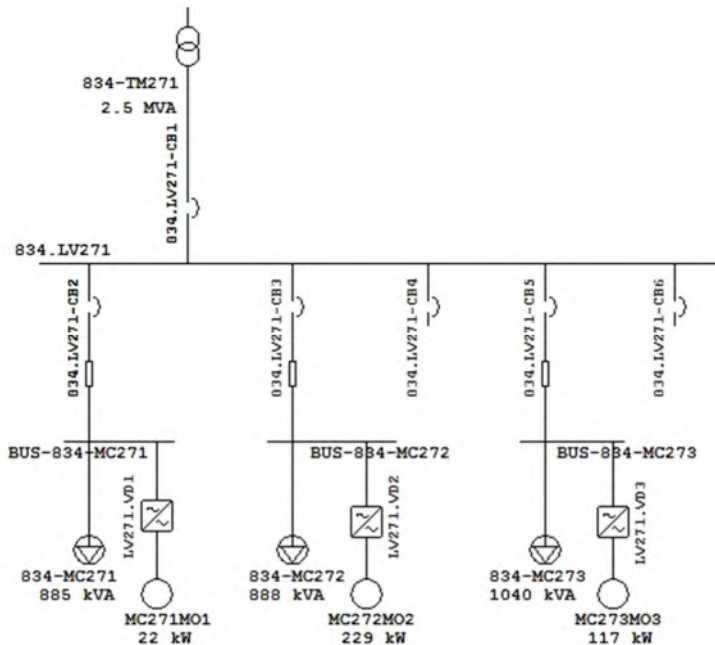 834-TM271
2.5 MVA
834.LV271-CB1
834.LV271
834.LV271-CB2
834.LV271-CB3
834.LV271-CB4
834.LV271-CB5
834.LV271-CB6
BUS-834-MC271
BUS-834-MC272
BUS-834-MC273
LV271.VD1
LV271.VD2
LV271.VD3
834-MC271
885 kVA
834-MC272
888 kVA
834-MC273
1040 kVA
MC271MO1
22 kW
MC272MO2
229 kW
MC273MO3
117 kW